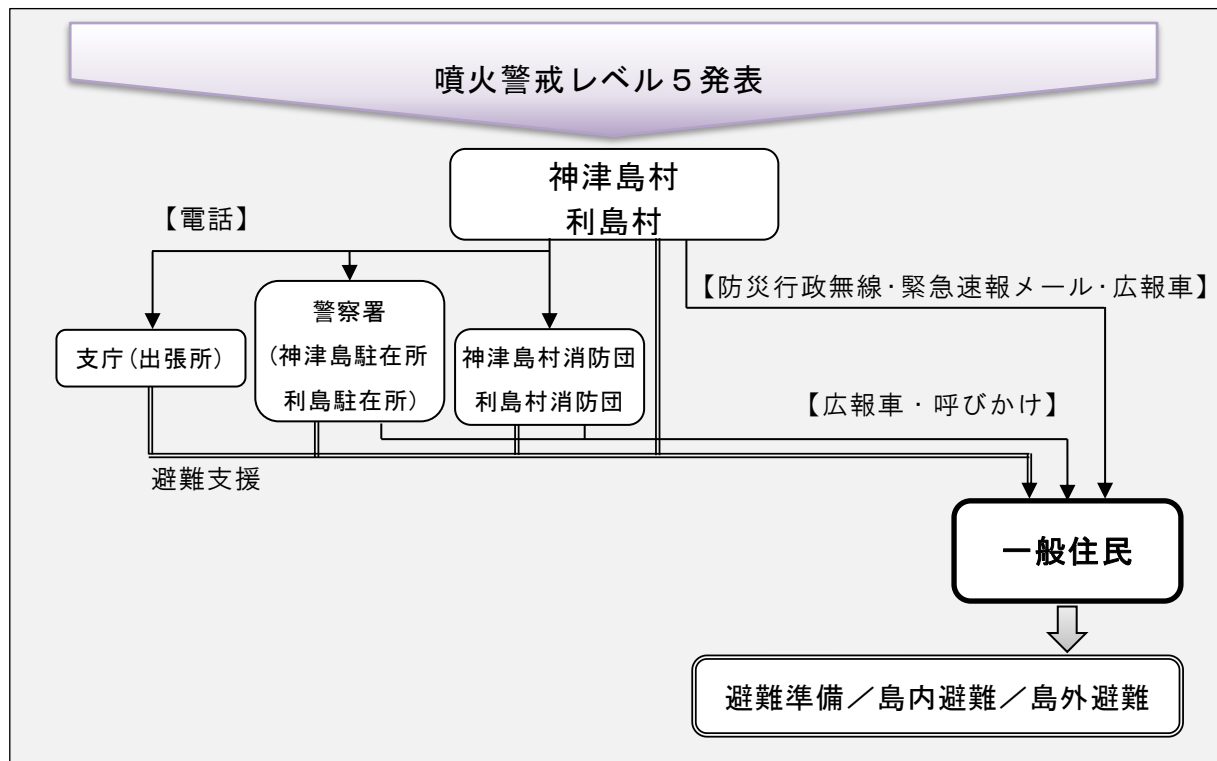 噴火警戒レベル５発表
神津島村
利島村
【電話】
【防災行政無線･緊急速報メール･広報車】
警察署
(神津島駐在所
利島駐在所)
支庁(出張所)
神津島村消防団
利島村消防団
【広報車・呼びかけ】
避難支援
一般住民
避難準備／島内避難／島外避難